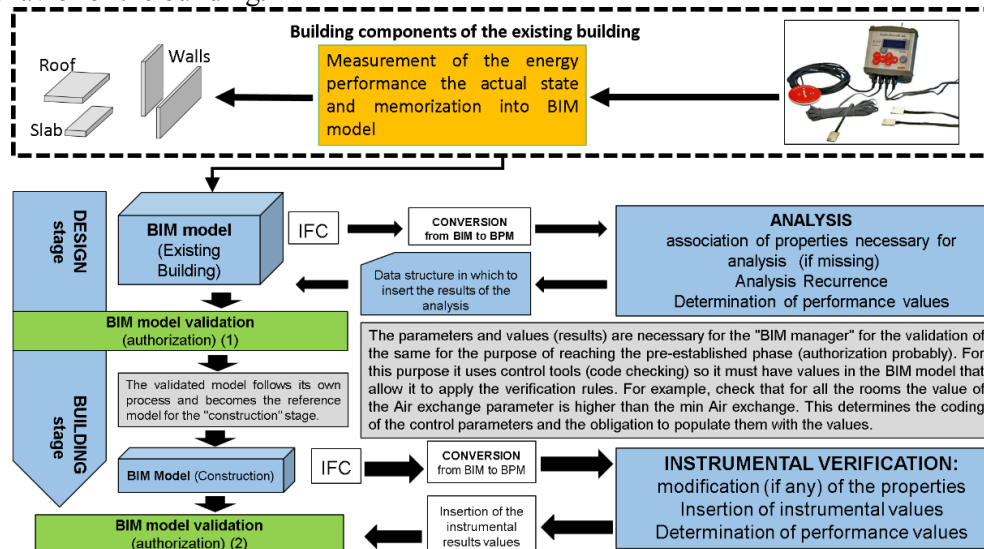 Building components of the existing building
Roof
Walls
Slab
Measurement of the energy
performance the actual state
and memorization into BIM
model
DESIGN
stage
BIM model
(Existing
Building)
IFC
CONVERSION
from BIM to BPM
ANALYSIS
association of properties necessary for
analysis (if missing)
Analysis Recurrence
Determination of performance values
Data structure in which to
insert the results of the
analysis
BIM model validation
(authorization) (1)
The parameters and values (results) are necessary for the "BIM manager" for the validation of
the same for the purpose of reaching the pre-established phase (authorization probably). For
this purpose it uses control tools (code checking) so it must have values in the BIM model that
allow it to apply the verification rules. For example, check that for all the rooms the value of
the Air exchange parameter is higher than the min Air exchange. This determines the coding
of the control parameters and the obligation to populate them with the values.
BUILDING
stage
The validated model follows its own
process and becomes the reference
model for the "construction" stage.
BIM Model (Construction)
IFC
CONVERSION
from BIM to BPM
INSTRUMENTAL VERIFICATION:
modification (if any) of the properties
Insertion of instrumental values
Determination of performance values
Insertion of the
instrumental
results values
BIM model validation
(authorization) (2)